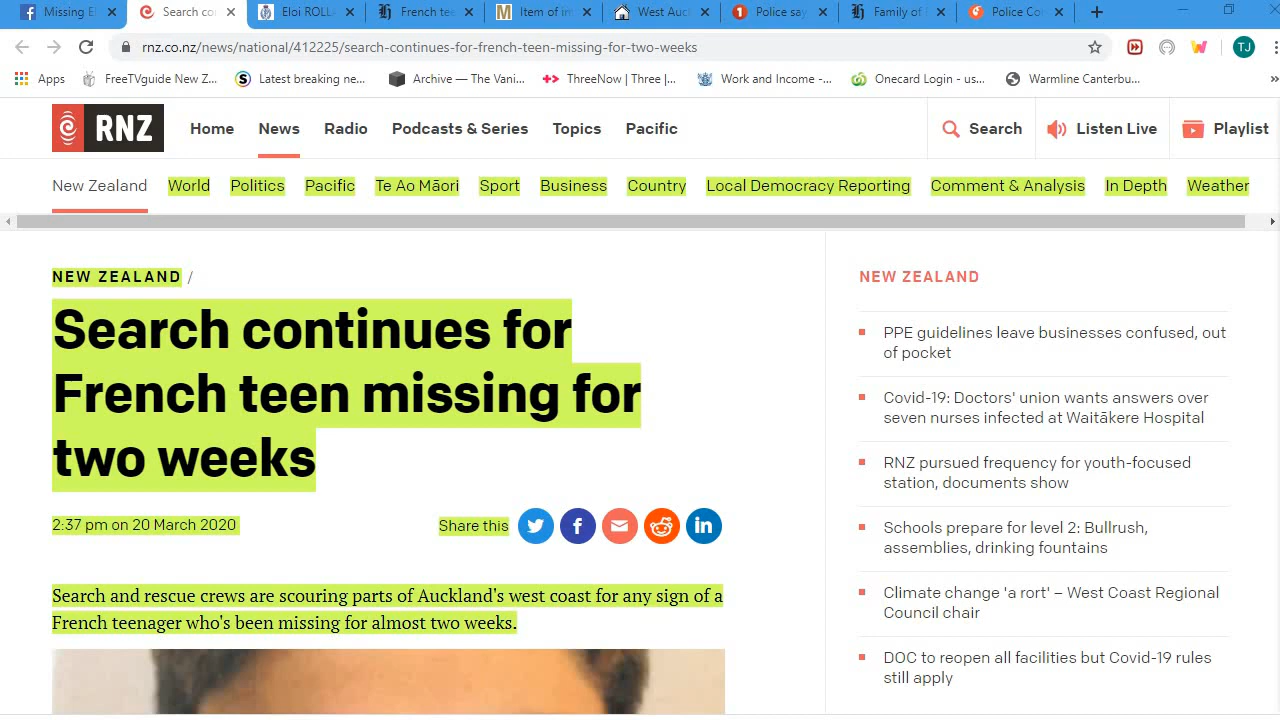 Missing El
Search co
Eloi ROLL
French tee
Item of in
West Auc
Police say
Family of
Police Co
rnz.co.nz/news/national/412225/search-continues-for-french-teen-missing-for-two-weeks
TJ
Apps FreeTVguide New Z... Latest breaking ne... Archive — The Vani... ThreeNow | Three |... Work and Income -... Onecard Login - us... Warmline Canterbu... »
RNZ Home News Radio Podcasts & Series Topics Pacific Search Listen Live Playlist
New Zealand World Politics Pacific Te Ao Māori Sport Business Country Local Democracy Reporting Comment & Analysis In Depth Weather
NEW ZEALAND /
Search continues for
French teen missing for
two weeks
2:37 pm on 20 March 2020
Share this
Search and rescue crews are scouring parts of Auckland's west coast for any sign of a
French teenager who's been missing for almost two weeks.
NEW ZEALAND
PPE guidelines leave businesses confused, out
of pocket
Covid-19: Doctors' union wants answers over
seven nurses infected at Waitākere Hospital
RNZ pursued frequency for youth-focused
station, documents show
Schools prepare for level 2: Bullrush,
assemblies, drinking fountains
Climate change 'a rort' – West Coast Regional
Council chair
DOC to reopen all facilities but Covid-19 rules
still apply